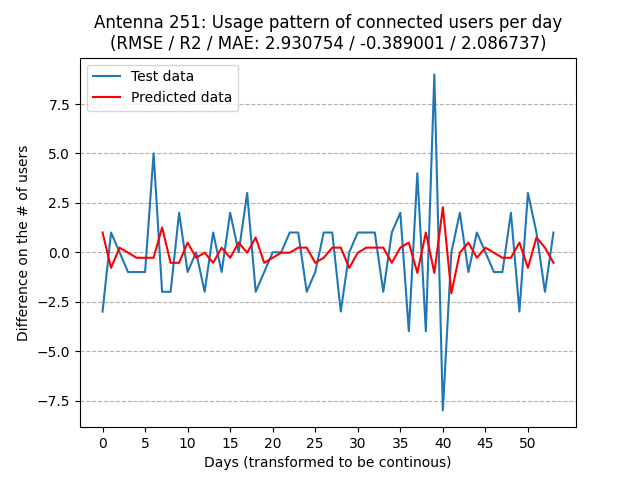 Antenna 251: Usage pattern of connected users per day
(RMSE / R2 / MAE: 2.930754 / -0.389001 / 2.086737)
Test data
Predicted data
Difference on the # of users
7.5
5.0
2.5
0.0
−2.5
−5.0
−7.5
0 5 10 15 20 25 30 35 40 45 50
Days (transformed to be continous)